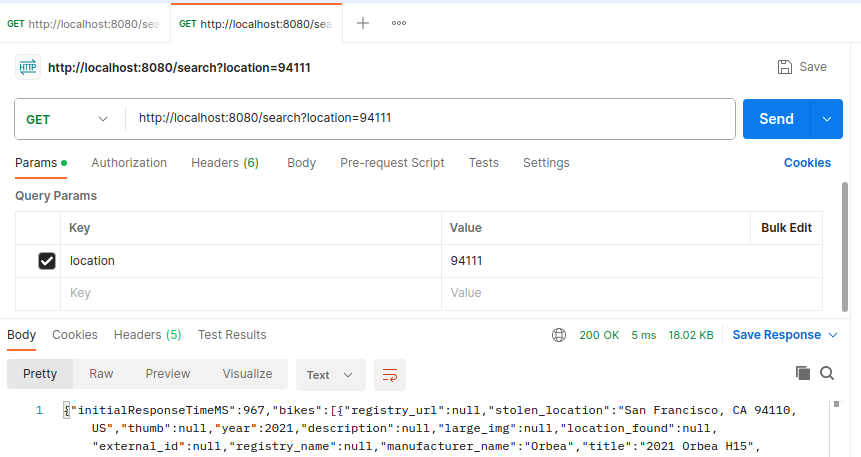 GET http://localhost:8080/sea GET http://localhost:8080/sea
HTTP http://localhost:8080/search?location=94111 Save
GET http://localhost:8080/search?location=94111 Send
Params Authorization Headers (6) Body Pre-request Script Tests Settings Cookies
Query Params
Key Value Bulk Edit
location 94111
Key Value
Body Cookies Headers (5) Test Results 200 OK 5 ms 18.02 KB Save Response
Pretty Raw Preview Visualize Text
1 {"initialResponseTimeMS":967,"bikes":[{"registry_url":null,"stolen_location":"San Francisco, CA 94110,
US","thumb":null,"year":2021,"description":null,"large_img":null,"location_found":null,
"external_id":null,"registry_name":null,"manufacturer_name":"Orbea","title":"2021 Orbea H15",